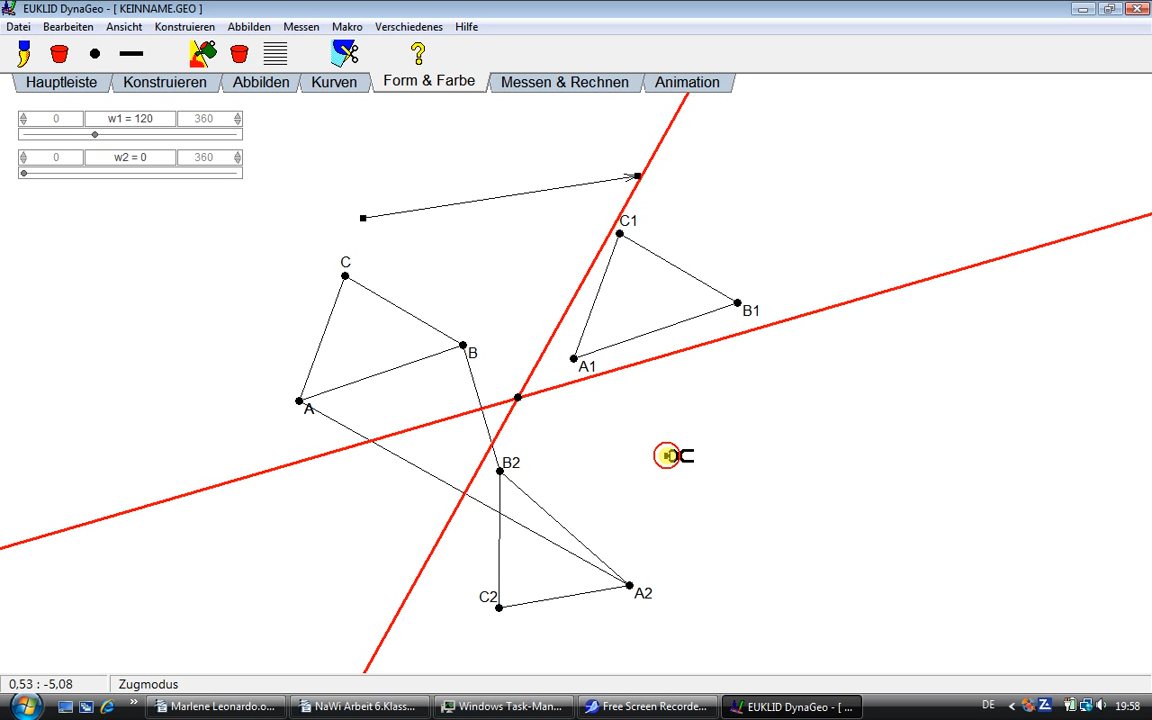 EUKLID DynaGeo - [ KEINNAME.GEO ]
Datei Bearbeiten Ansicht Konstruieren Abbilden Messen Makro Verschiedenes Hilfe
Hauptleiste Konstruieren Abbilden Kurven Form & Farbe Messen & Rechnen Animation
0 w1 = 120 360
0 w2 = 0 360
C1
C
B1
B
A1
A
B2
C2
A2
0,53 : -5,08 Zugmodus
» Marlene Leonardo.o... NaWi Arbeit 6.Klass... Windows Task-Man... Free Screen Recorde... EUKLID DynaGeo - [ ... DE < 19:58